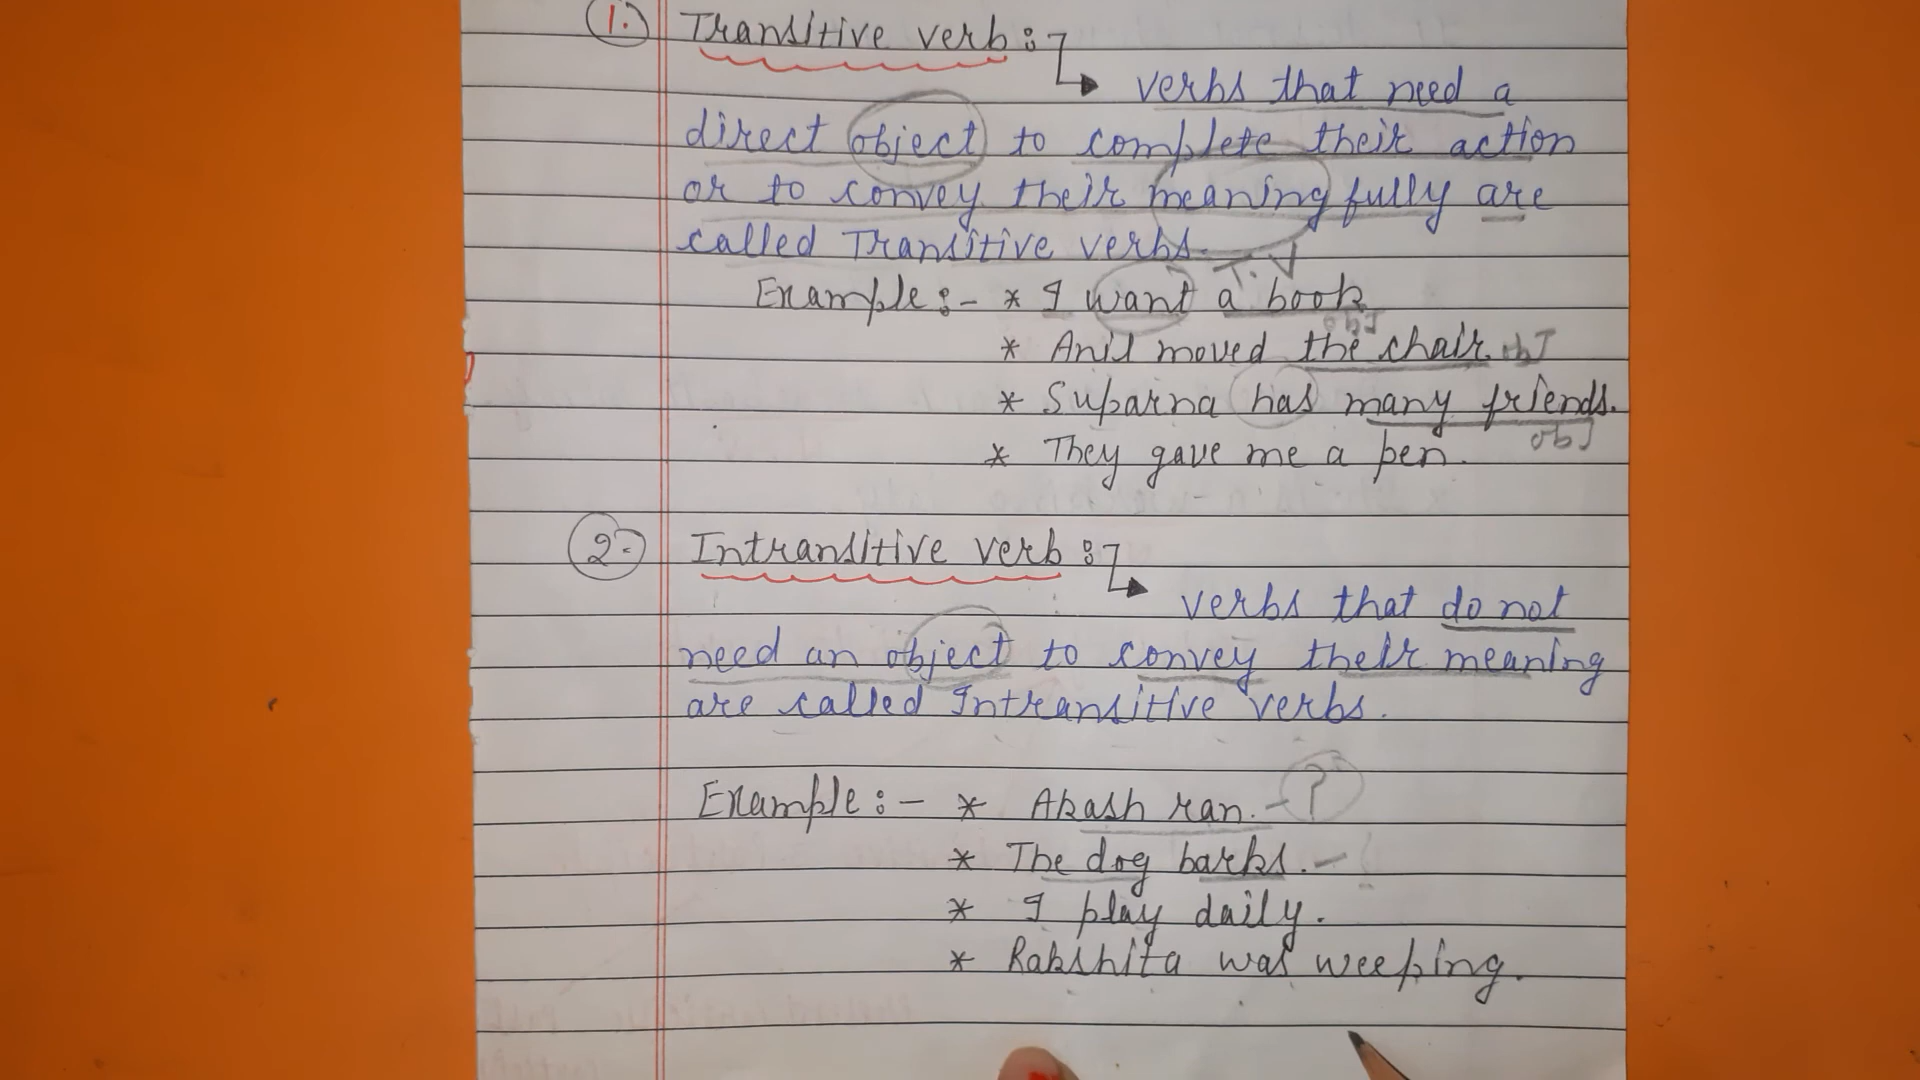 1. Transitive verb :
verbs that need a
direct object to complete their action
or to convey their meaning fully are
called Transitive verbs.
T.V
Example :- * I want a book
obj
* Anil moved the chair. obj
* Suparna has many friends.
obj
* They gave me a pen.
2. Intransitive verb :
verbs that do not
need an object to convey their meaning
are called Intransitive verbs.
Example :- * Akash ran. - ?
* The dog barks. -
* I play daily.
* Rakshita was weeping.